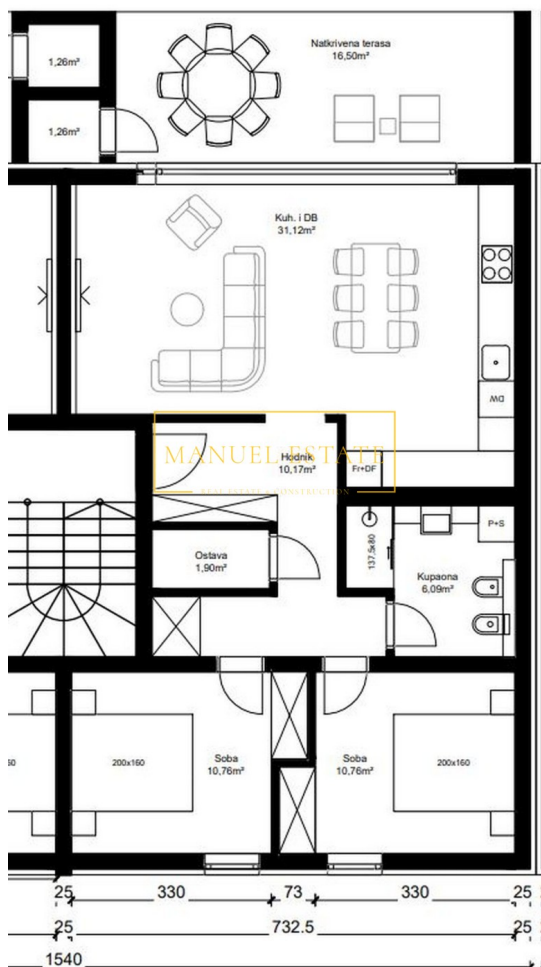 Natkrivena terasa
16,50m²
1,26m²
1,26m²
Kuh. i DB
31,12m²
DW
MANUEL ESTATE
REAL ESTATE & CONSTRUCTION
Hodnik
10,17m²
Fr+DF
137.5x80
P+S
Ostava
1,90m²
Kupaona
6,09m²
Soba
10,76m²
Soba
10,76m²
60
200x160
200x160
25 330 73 330 25
25 732.5 25
1540